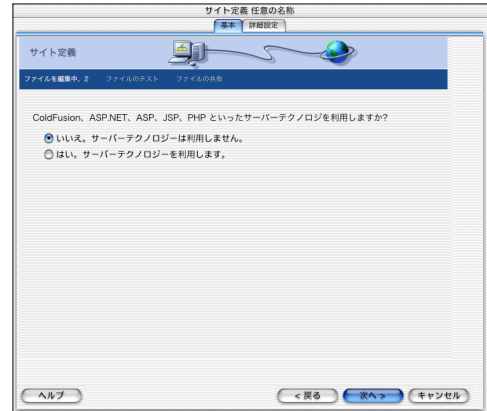 サイト定義 任意の名称
基本 詳細設定
サイト定義
ファイルを編集中、2 ファイルのテスト ファイルの共有
ColdFusion、ASP.NET、ASP、JSP、PHP といったサーバーテクノロジを利用しますか?
いいえ。サーバーテクノロジーは利用しません。
はい。サーバーテクノロジーを利用します。
ヘルプ < 戻る 次へ > キャンセル